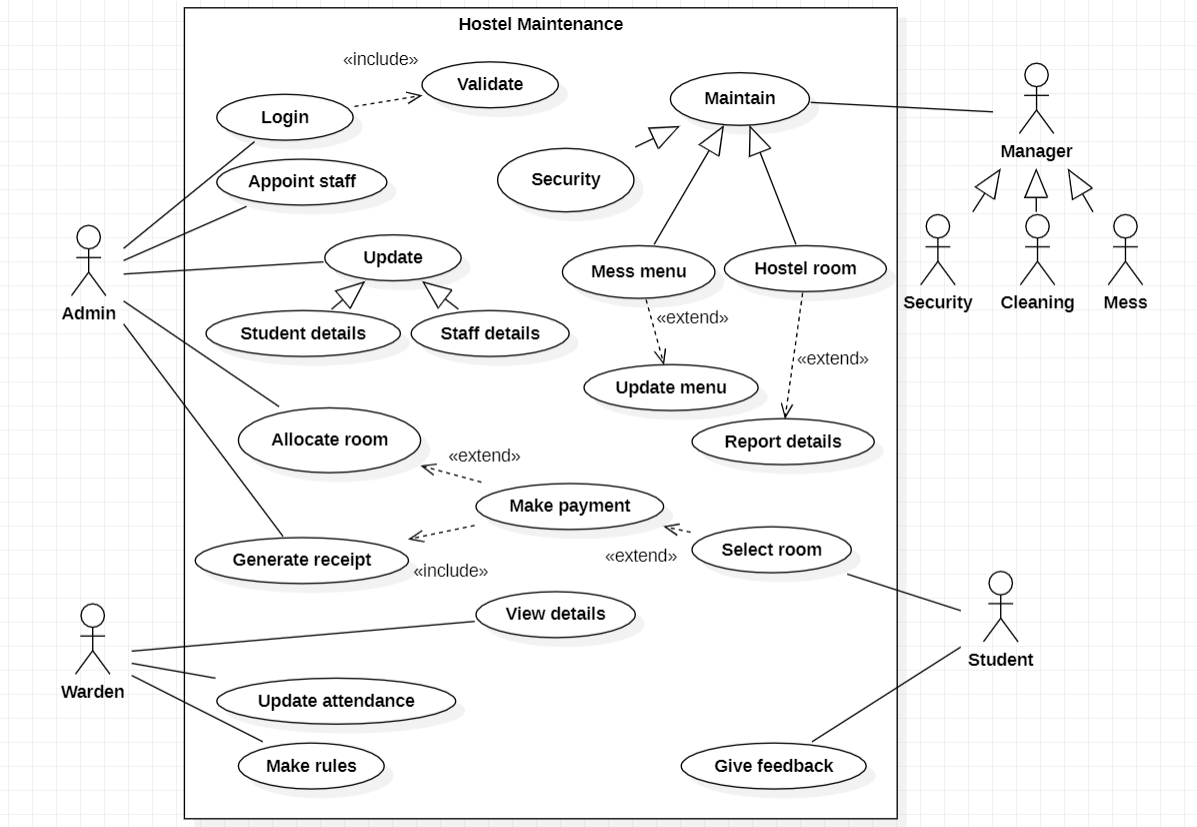 Hostel Maintenance
«include»
Validate
Maintain
Login
Manager
Appoint staff
Security
Update
Mess menu
Hostel room
Admin
Security
Cleaning
Mess
Student details
Staff details
«extend»
«extend»
Update menu
Allocate room
Report details
«extend»
Make payment
Generate receipt
«include»
«extend»
Select room
View details
Student
Warden
Update attendance
Make rules
Give feedback